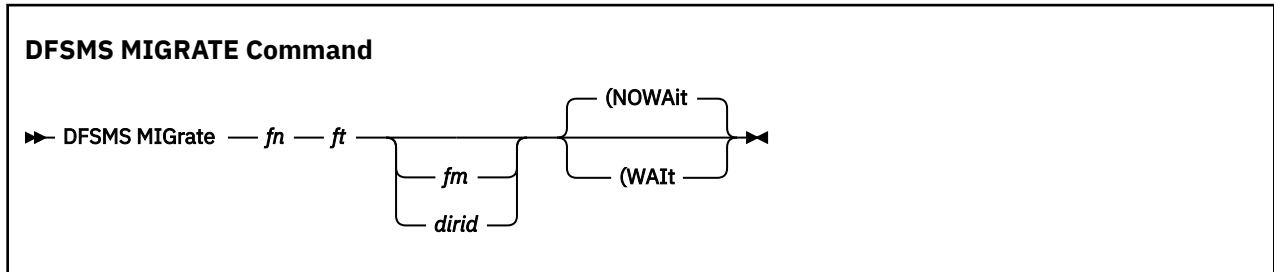 DFSMS MIGRATE Command
(NOWAit
DFSMS MIGrate fn ft
fm (WAIt
dirid